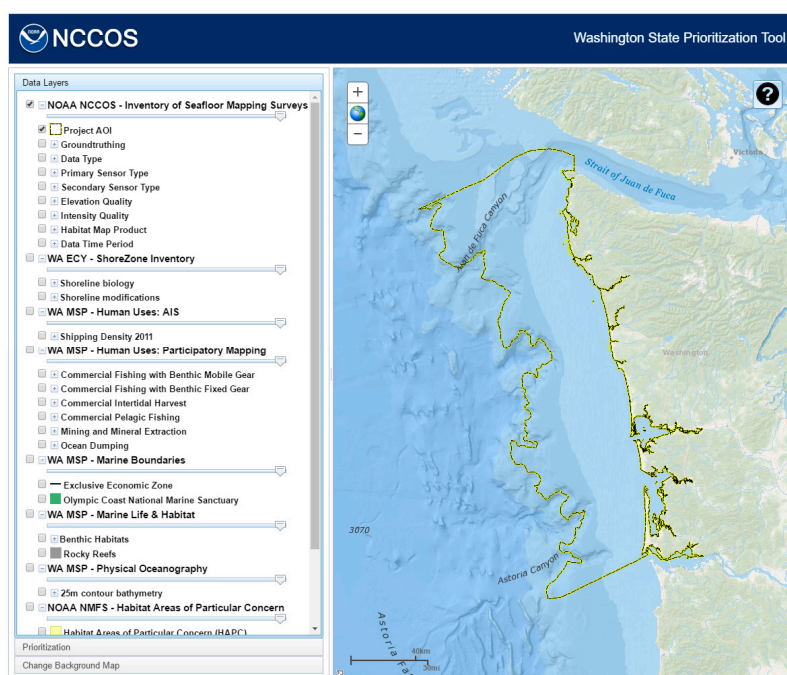 NOAA
NCCOS
Washington State Prioritization Tool
Data Layers
NOAA NCCOS - Inventory of Seafloor Mapping Surveys
Project AOI
Groundtruthing
Data Type
Primary Sensor Type
Secondary Sensor Type
Elevation Quality
Intensity Quality
Habitat Map Product
Data Time Period
WA ECY - ShoreZone Inventory
Shoreline biology
Shoreline modifications
WA MSP - Human Uses: AIS
Shipping Density 2011
WA MSP - Human Uses: Participatory Mapping
Commercial Fishing with Benthic Mobile Gear
Commercial Fishing with Benthic Fixed Gear
Commercial Intertidal Harvest
Commercial Pelagic Fishing
Mining and Mineral Extraction
Ocean Dumping
WA MSP - Marine Boundaries
Exclusive Economic Zone
Olympic Coast National Marine Sanctuary
WA MSP - Marine Life & Habitat
Benthic Habitats
Rocky Reefs
WA MSP - Physical Oceanography
25m contour bathymetry
NOAA NMFS - Habitat Areas of Particular Concern
Habitat Areas of Particular Concern (HAPC)
Prioritization
Change Background Map
+
−
?
Victoria
Strait of Juan de Fuca
Juan de Fuca Canyon
Washington
3070
Astoria Canyon
Astoria Fa
40km
30mi